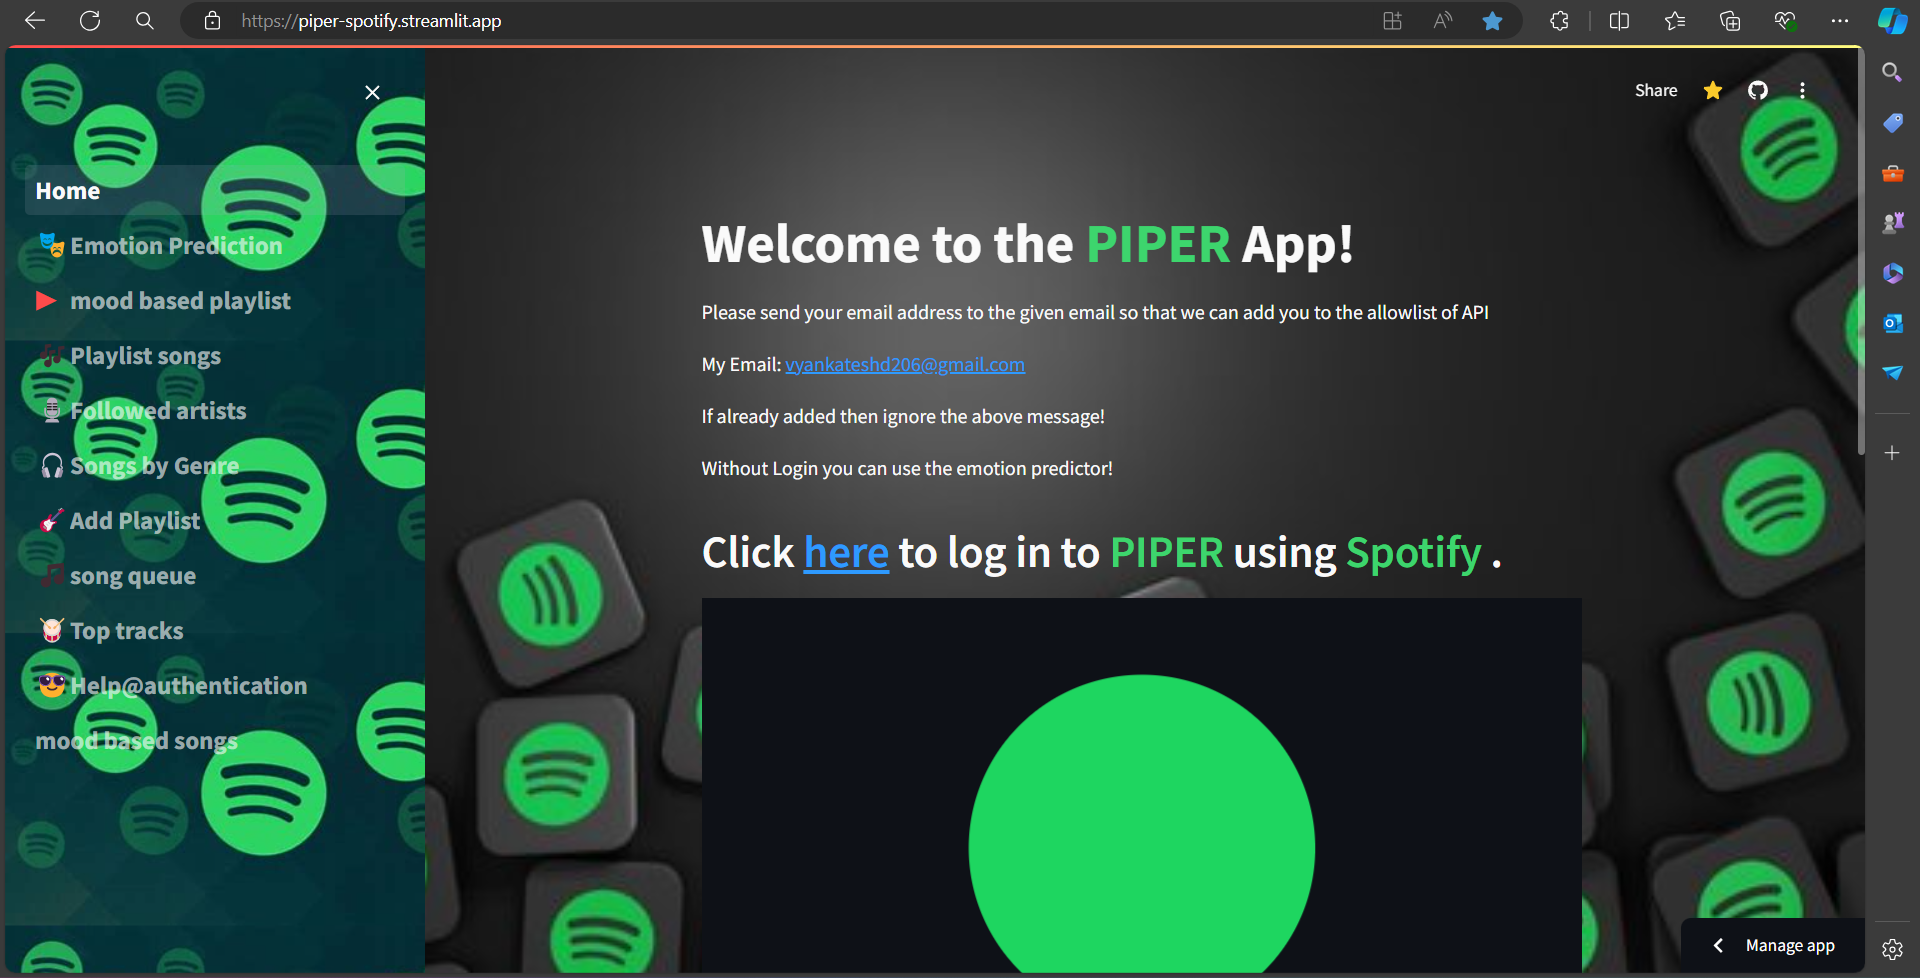 https://piper-spotify.streamlit.app
Share
Home
Emotion Prediction
mood based playlist
Playlist songs
Followed artists
Songs by Genre
Add Playlist
song queue
Top tracks
Help@authentication
mood based songs
Welcome to the PIPER App!
Please send your email address to the given email so that we can add you to the allowlist of API
My Email: vyankateshd206@gmail.com
If already added then ignore the above message!
Without Login you can use the emotion predictor!
Click here to log in to PIPER using Spotify .
Manage app